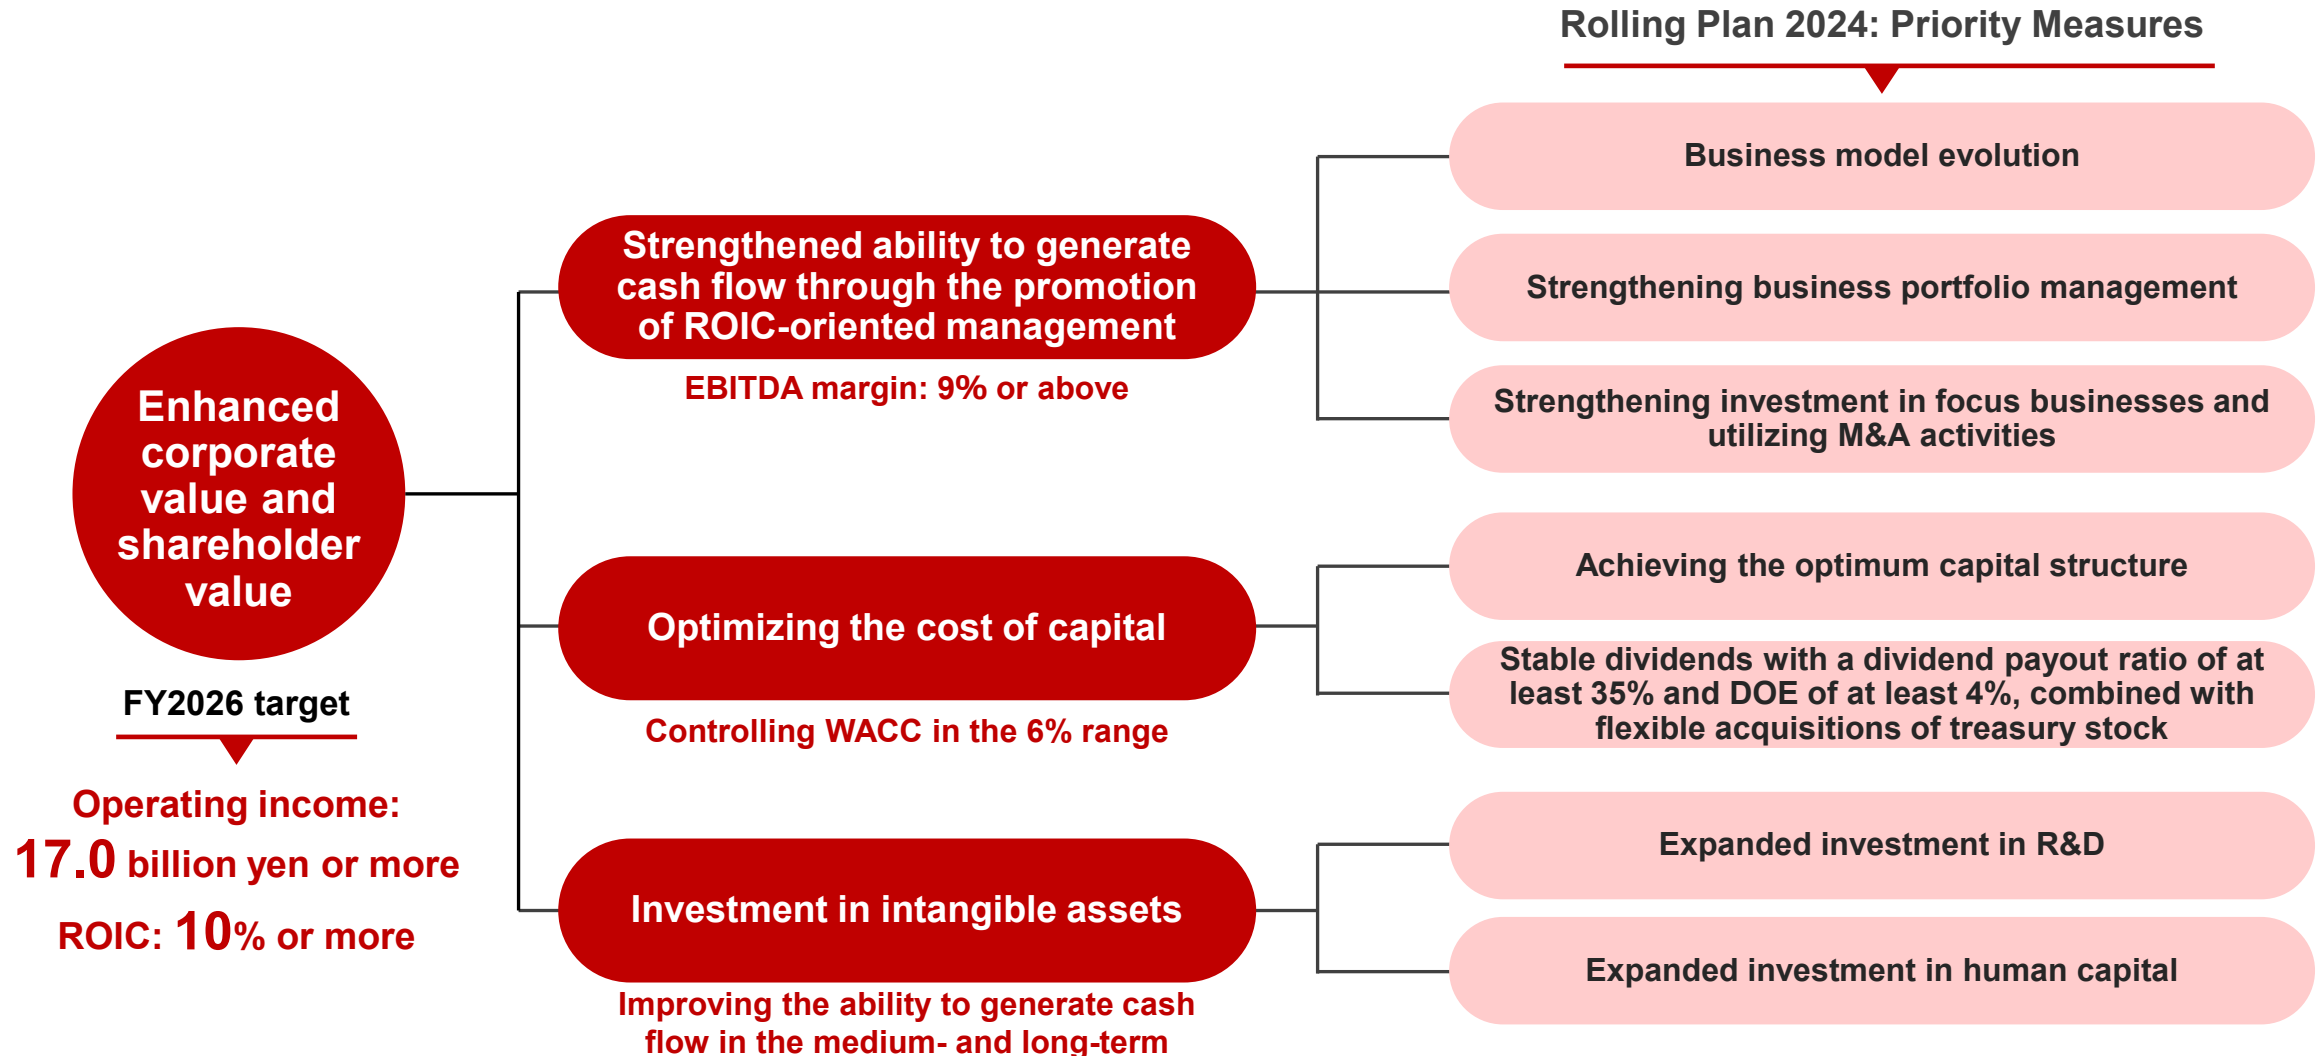 Rolling Plan 2024: Priority Measures
Enhanced
corporate
value and
shareholder
value
FY2026 target
Operating income:
17.0 billion yen or more
ROIC: 10% or more
Strengthened ability to generate
cash flow through the promotion
of ROIC-oriented management
EBITDA margin: 9% or above
Business model evolution
Strengthening business portfolio management
Strengthening investment in focus businesses and
utilizing M&A activities
Optimizing the cost of capital
Controlling WACC in the 6% range
Achieving the optimum capital structure
Stable dividends with a dividend payout ratio of at
least 35% and DOE of at least 4%, combined with
flexible acquisitions of treasury stock
Investment in intangible assets
Improving the ability to generate cash
flow in the medium- and long-term
Expanded investment in R&D
Expanded investment in human capital